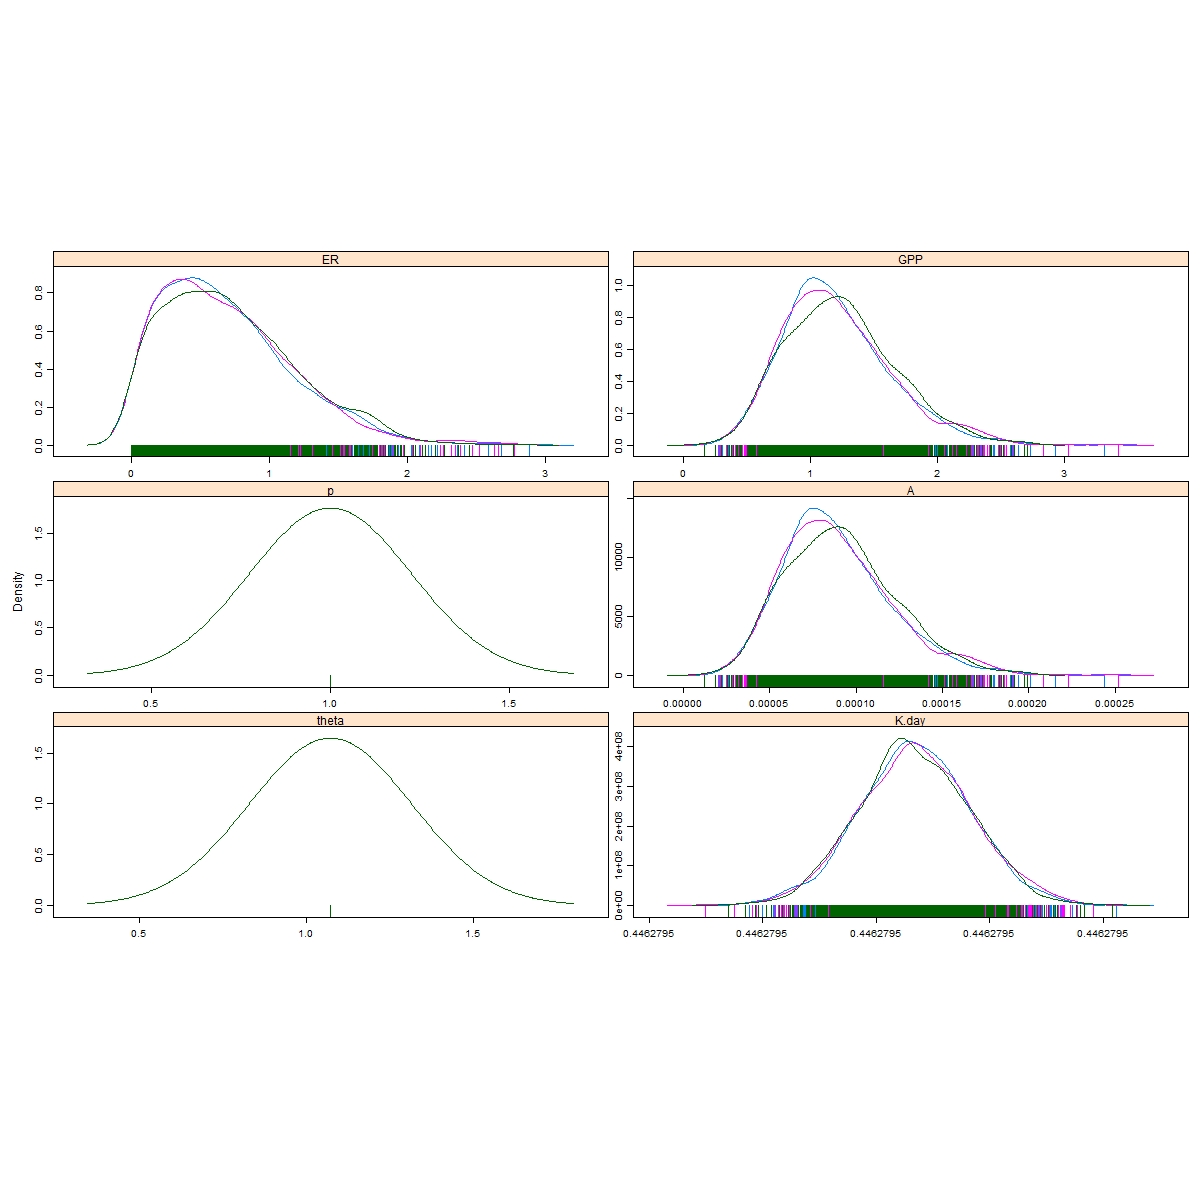 ER
0.0 0.2 0.4 0.6 0.8
0 1 2 3
GPP
0.0 0.2 0.4 0.6 0.8 1.0
0 1 2 3
Density
p
0.0 0.5 1.0 1.5
0.5 1.0 1.5
A
0 5000 10000
0.00000 0.00005 0.00010 0.00015 0.00020 0.00025
theta
0.0 0.5 1.0 1.5
0.5 1.0 1.5
K.day
0e+00 1e+08 2e+08 3e+08 4e+08
0.4462795 0.4462795 0.4462795 0.4462795 0.4462795